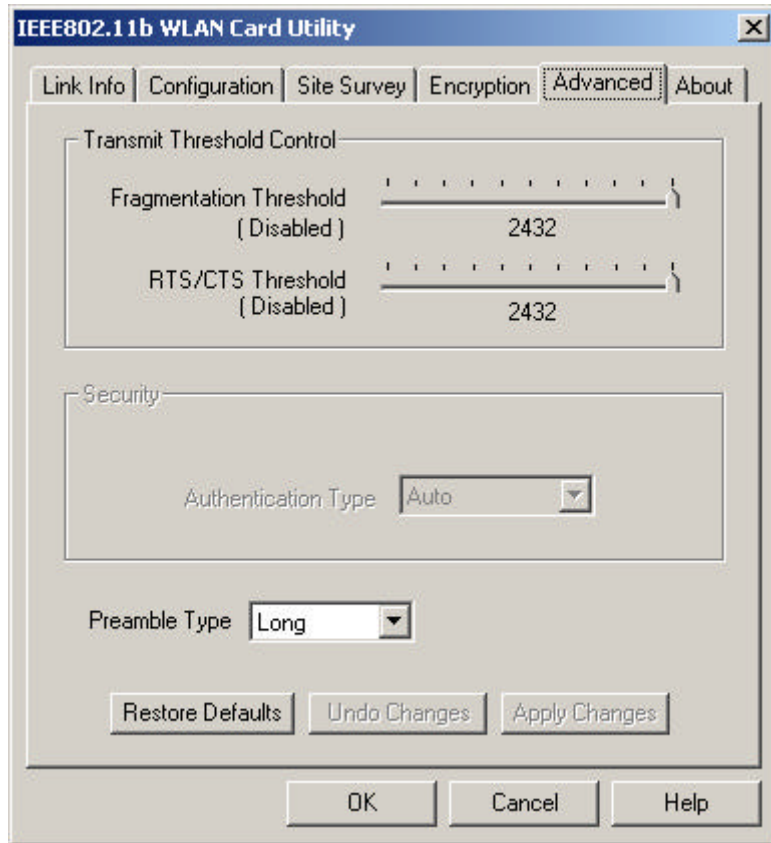 IEEE802.11b WLAN Card Utility
Link Info Configuration Site Survey Encryption Advanced About
Transmit Threshold Control
Fragmentation Threshold
( Disabled )
2432
RTS/CTS Threshold
( Disabled )
2432
Security
Authentication Type Auto
Preamble Type Long
Restore Defaults Undo Changes Apply Changes
OK Cancel Help